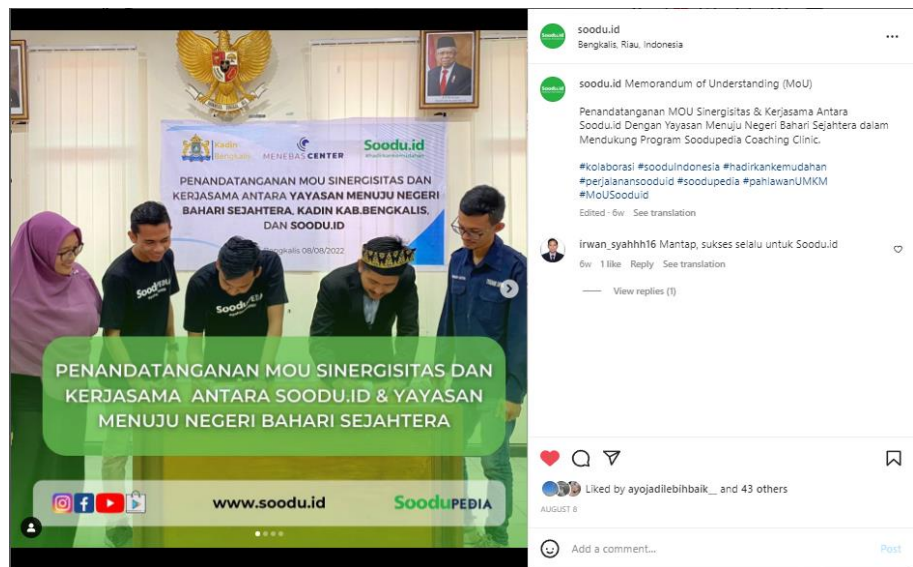 Kadin
Bengkalis
MENEBAS CENTER
Soodu.id
#hadirkankemudahan
PENANDATANGANAN MOU SINERGISITAS DAN
KERJASAMA ANTARA YAYASAN MENUJU NEGERI
BAHARI SEJAHTERA, KADIN KAB.BENGKALIS,
DAN SOODU.ID
Bengkalis 08/08/2022
PENANDATANGANAN MOU SINERGISITAS DAN
KERJASAMA ANTARA SOODU.ID & YAYASAN
MENUJU NEGERI BAHARI SEJAHTERA
www.soodu.id
SOODUPEDIA
soodu.id
Bengkalis, Riau, Indonesia
soodu.id Memorandum of Understanding (MoU)
Penandatanganan MOU Sinergisitas & Kerjasama Antara
Soodu.id Dengan Yayasan Menuju Negeri Bahari Sejahtera dalam
Mendukung Program Soodupedia Coaching Clinic.
#kolaborasi #sooduIndonesia #hadirkankemudahan
#perjalanansooduid #soodupedia #pahlawanUMKM
#MoUSooduid
Edited · 6w See translation
irwan_syahhh16 Mantap, sukses selalu untuk Soodu.id
6w 1 like Reply See translation
View replies (1)
Liked by ayojadilebihbaik__ and 43 others
AUGUST 8
Add a comment...
Post